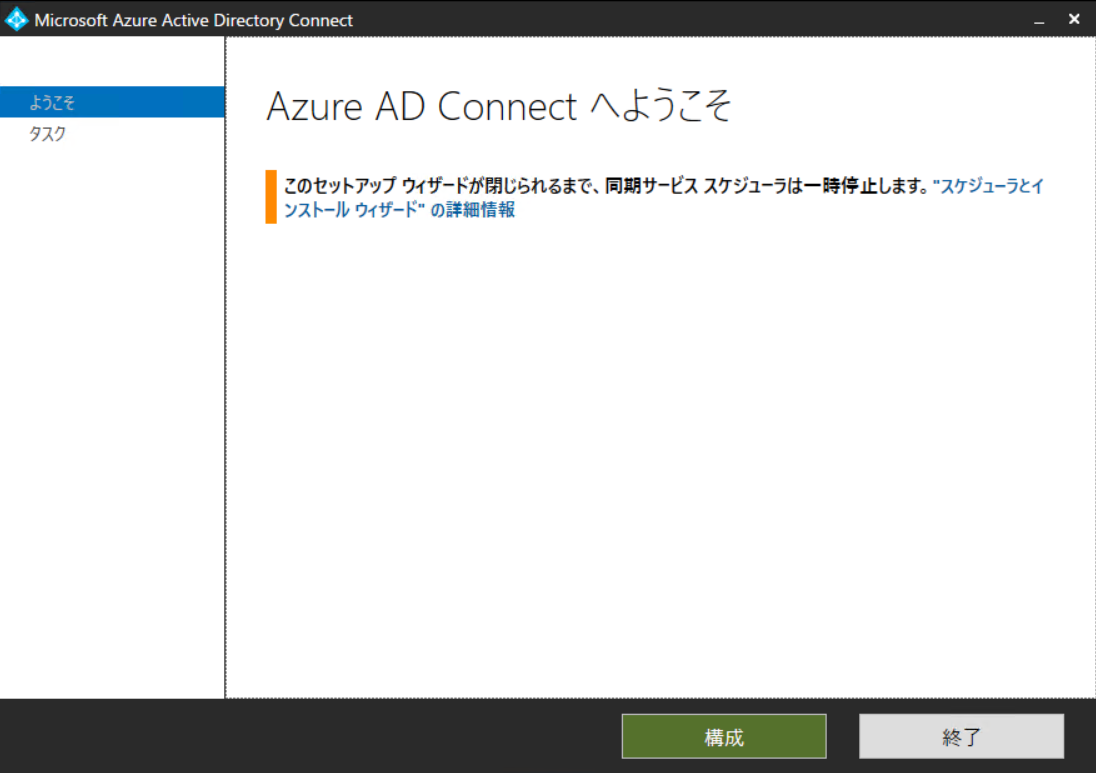 Microsoft Azure Active Directory Connect
ようこそ
タスク
Azure AD Connect へようこそ
このセットアップ ウィザードが閉じられるまで、同期サービス スケジューラは一時停止します。"スケジューラとイ
ンストール ウィザード" の詳細情報
構成
終了